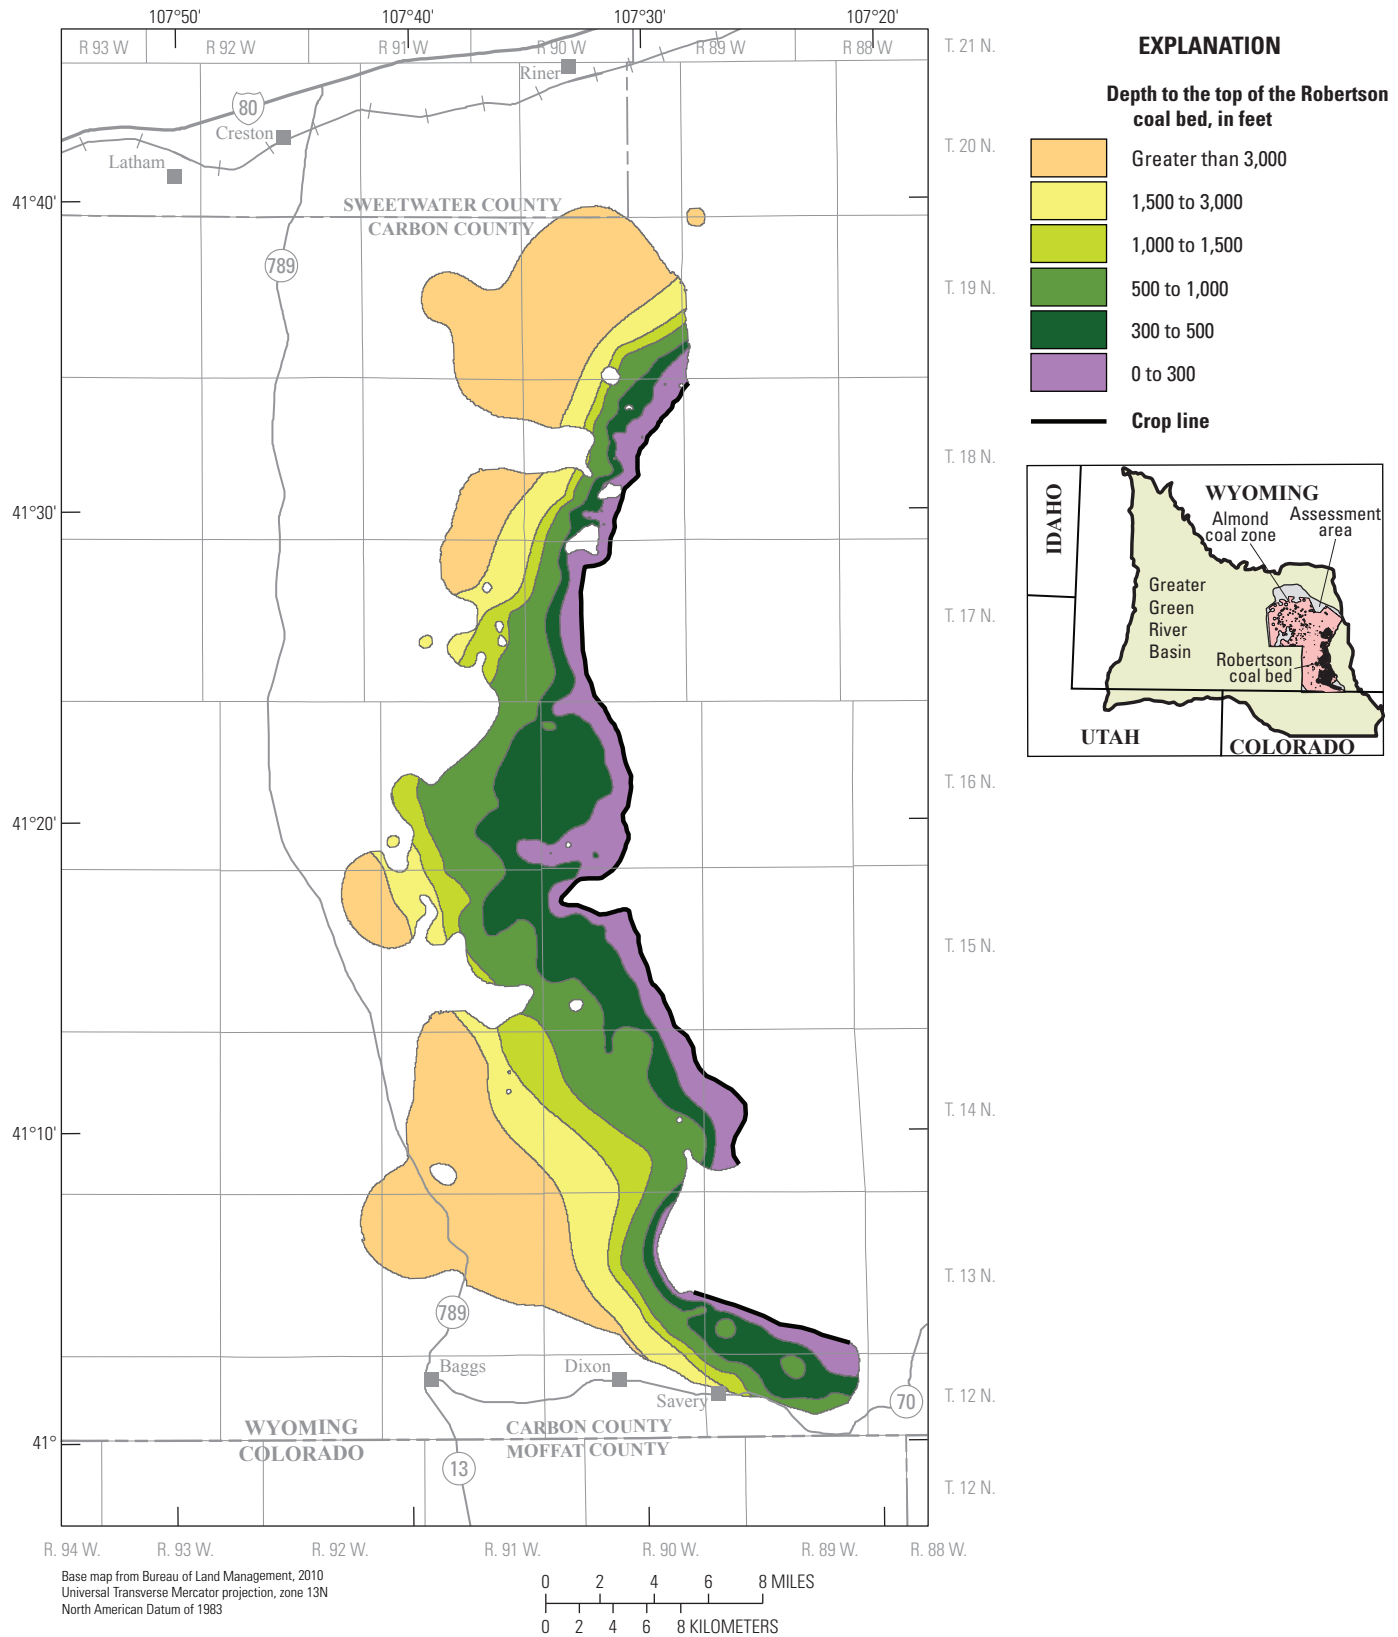 107°50' 107°40' 107°30' 107°20'
R 93 W R 92 W R 91 W R 90 W R 89 W R 88 W
T. 21 N.
Riner
80
Creston
Latham
T. 20 N.
41°40'
SWEETWATER COUNTY
CARBON COUNTY
789
T. 19 N.
T. 18 N.
41°30'
T. 17 N.
T. 16 N.
41°20'
T. 15 N.
T. 14 N.
41°10'
T. 13 N.
789
Baggs
Dixon
Savery
T. 12 N.
70
WYOMING
COLORADO
CARBON COUNTY
MOFFAT COUNTY
41°
13
T. 12 N.
R. 94 W. R. 93 W. R. 92 W. R. 91 W. R. 90 W. R. 89 W. R. 88 W.
Base map from Bureau of Land Management, 2010
Universal Transverse Mercator projection, zone 13N
North American Datum of 1983
0 2 4 6 8 MILES
0 2 4 6 8 KILOMETERS
EXPLANATION
Depth to the top of the Robertson
coal bed, in feet
Greater than 3,000
1,500 to 3,000
1,000 to 1,500
500 to 1,000
300 to 500
0 to 300
Crop line
IDAHO
WYOMING
Almond
coal zone
Assessment
area
Greater
Green
River
Basin
Robertson
coal bed
UTAH
COLORADO